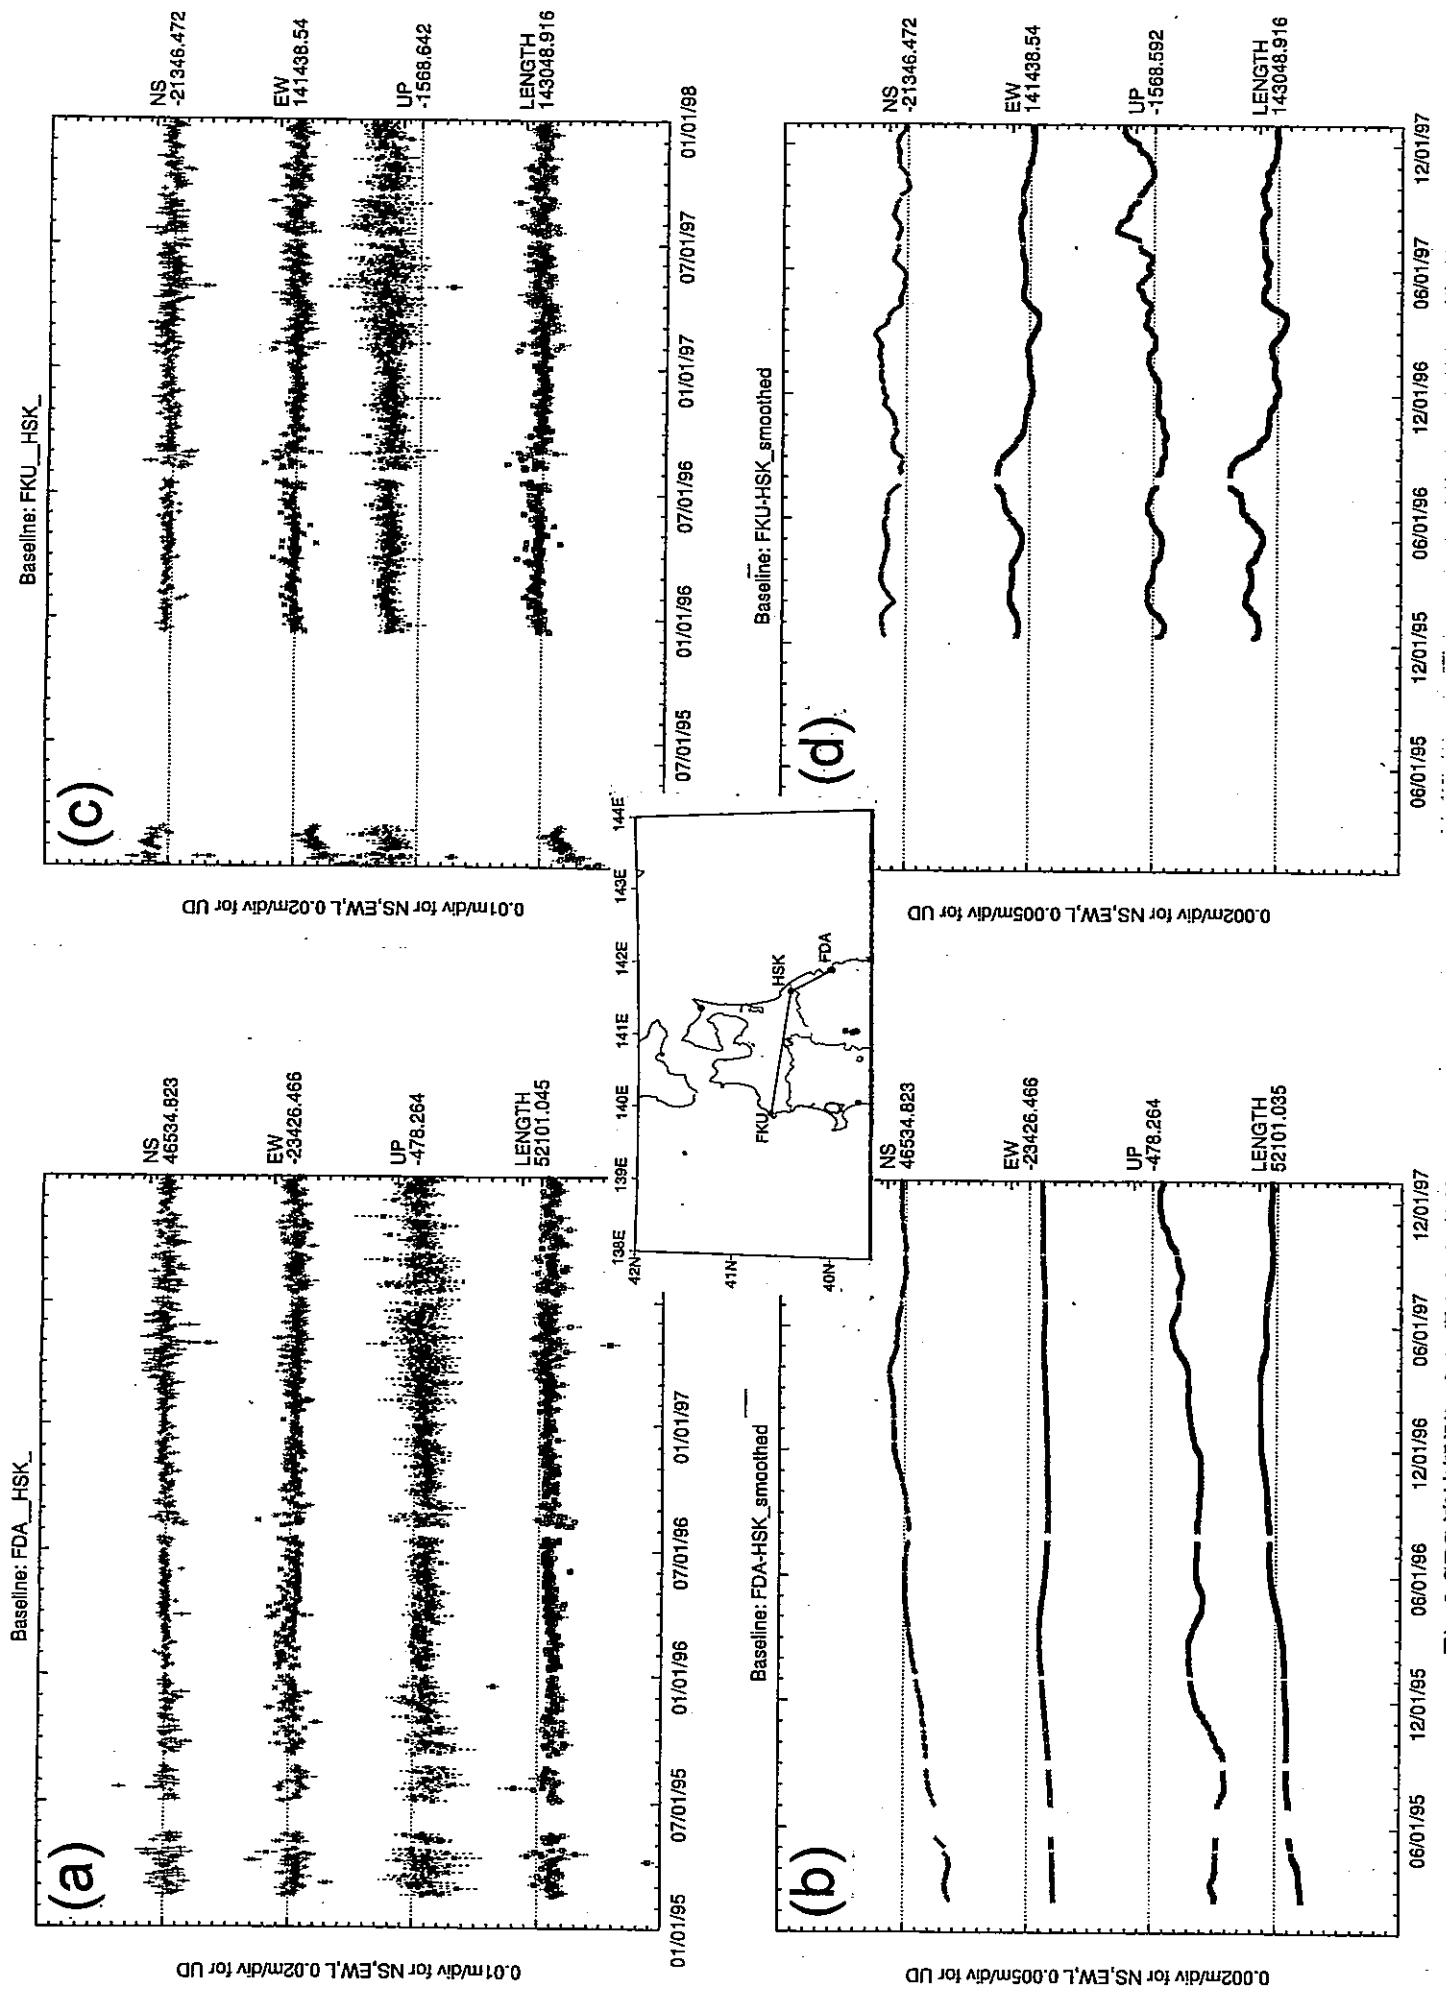 (a)
Baseline: FDA__HSK_
0.01m/div for NS,EW,L 0.02m/div for UD
NS
46534.823
EW
-23426.466
UP
-478.264
LENGTH
52101.045
01/01/95 07/01/95 01/01/96 07/01/96 01/01/97
(c)
Baseline: FKU__HSK_
0.01m/div for NS,EW,L 0.02m/div for UD
NS
-21346.472
EW
141438.54
UP
-1568.642
LENGTH
143048.916
07/01/95 01/01/96 07/01/96 01/01/97 07/01/97 01/01/98
138E 139E 140E 141E 142E 143E 144E
42N
41N
40N
FKU
HSK
FDA
(b)
Baseline: FDA-HSK_smoothed
0.002m/div for NS,EW,L 0.005m/div for UD
NS
46534.823
EW
-23426.466
UP
-478.264
LENGTH
52101.035
06/01/95 12/01/95 06/01/96 12/01/96 06/01/97 12/01/97
(d)
Baseline: FKU-HSK_smoothed
0.002m/div for NS,EW,L 0.005m/div for UD
NS
-21346.472
EW
141438.54
UP
-1568.592
LENGTH
143048.916
06/01/95 12/01/95 06/01/96 12/01/96 06/01/97 12/01/97